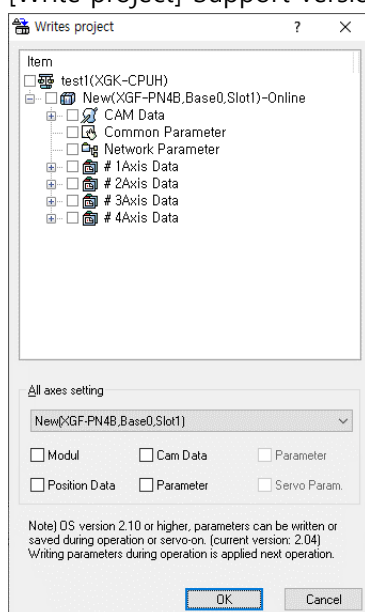 [Write project] Support versi
Writes project
Item
test1(XGK-CPUH)
New(XGF-PN4B,Base0,Slot1)-Online
CAM Data
Common Parameter
Network Parameter
# 1Axis Data
# 2Axis Data
# 3Axis Data
# 4Axis Data
All axes setting
New(XGF-PN4B,Base0,Slot1)
Modul
Cam Data
Parameter
Position Data
Parameter
Servo Param.
Note) OS version 2.10 or higher, parameters can be written or
saved during operation or servo-on. (current version: 2.04)
Writing parameters during operation is applied next operation.
OK
Cancel